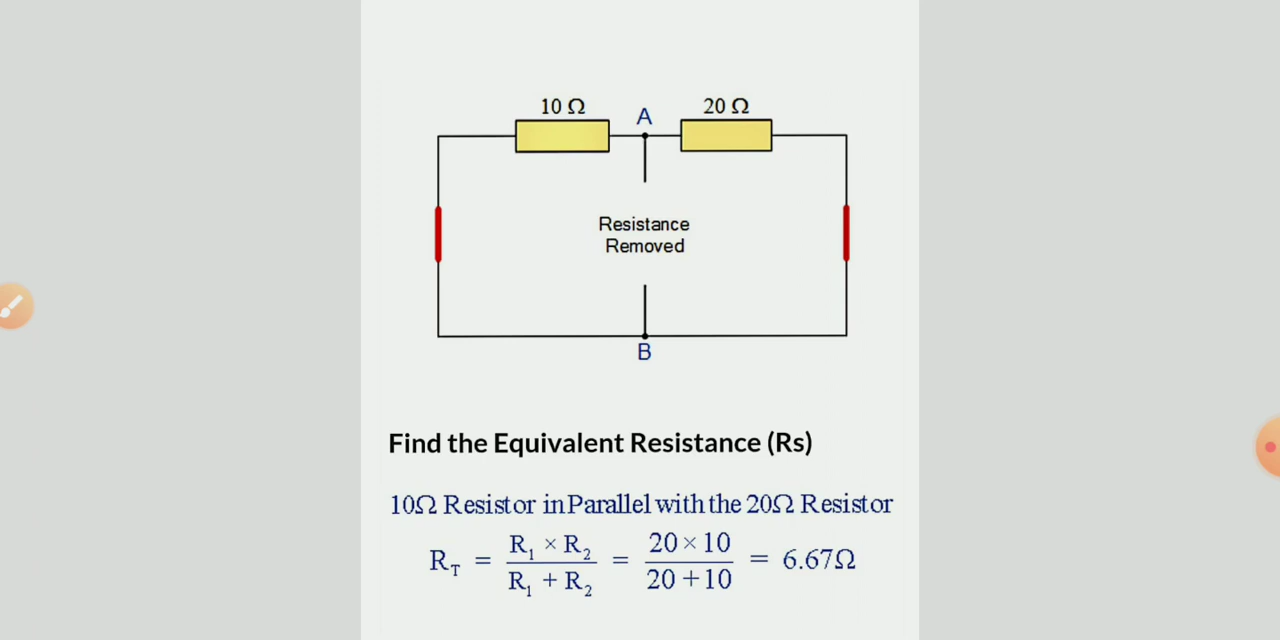 10 Ω
A
20 Ω
Resistance
Removed
B
Find the Equivalent Resistance (Rs)
10Ω Resistor in Parallel with the 20Ω Resistor
R_T = (R₁ × R₂)/(R₁ + R₂) = (20 × 10)/(20 + 10) = 6.67Ω